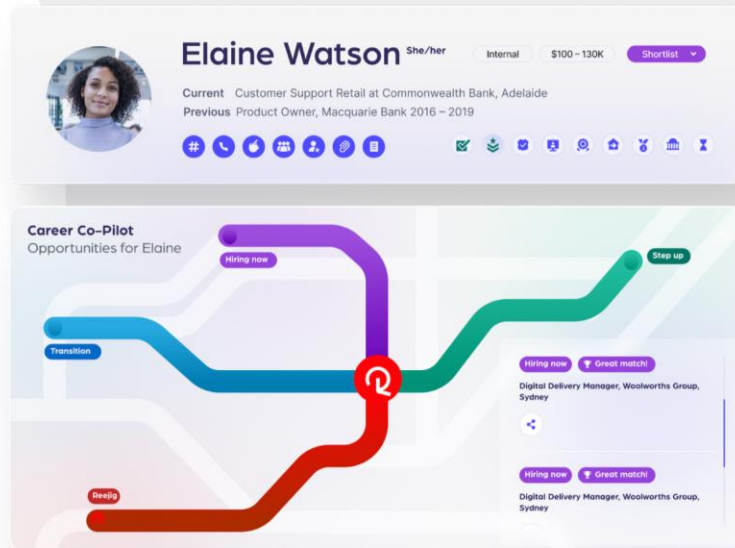 Elaine Watson She/her
Internal
$100 – 130K
Shortlist
Current Customer Support Retail at Commonwealth Bank, Adelaide
Previous Product Owner, Macquarie Bank 2016 – 2019
Career Co-Pilot
Opportunities for Elaine
Hiring now
Step up
Transition
Reejig
Hiring now
Great match!
Digital Delivery Manager, Woolworths Group,
Sydney
Hiring now
Great match!
Digital Delivery Manager, Woolworths Group,
Sydney